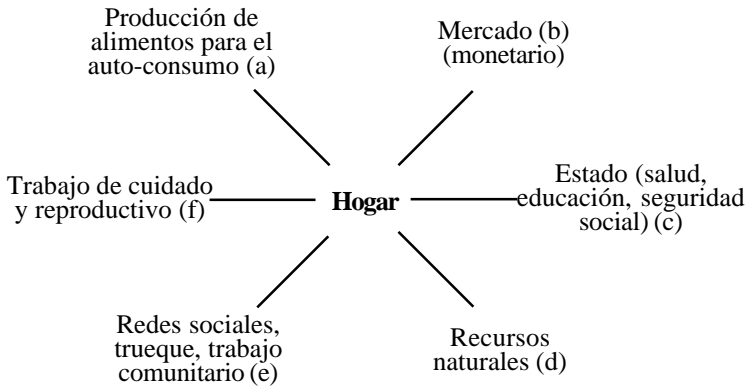 Producción de
alimentos para el
auto-consumo (a)
Mercado (b)
(monetario)
Trabajo de cuidado
y reproductivo (f)
Hogar
Estado (salud,
educación, seguridad
social) (c)
Redes sociales,
trueque, trabajo
comunitario (e)
Recursos
naturales (d)